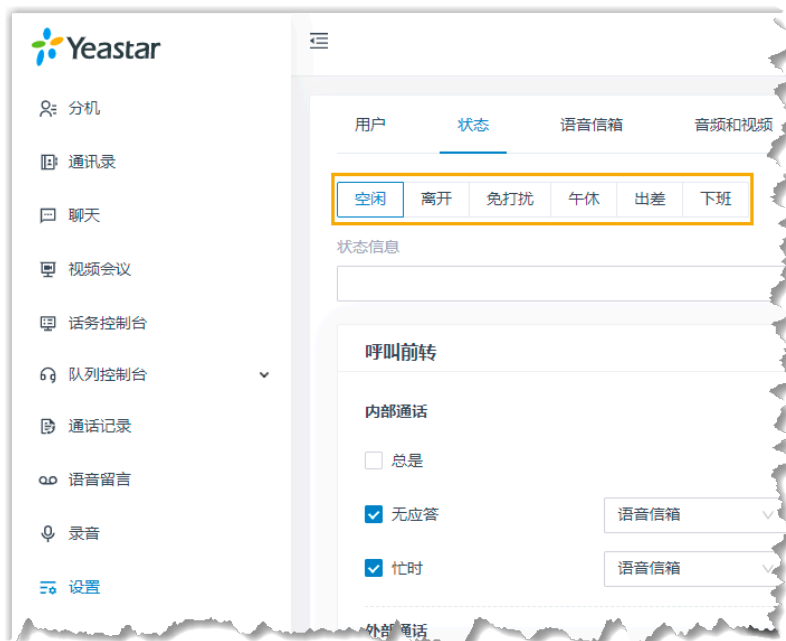 Yeastar
分机
通讯录
聊天
视频会议
话务控制台
队列控制台
通话记录
语音留言
录音
设置
用户 状态 语音信箱 音频和视频
空闲 离开 免打扰 午休 出差 下班
状态信息
呼叫前转
内部通话
总是
无应答 语音信箱
忙时 语音信箱
外部通话